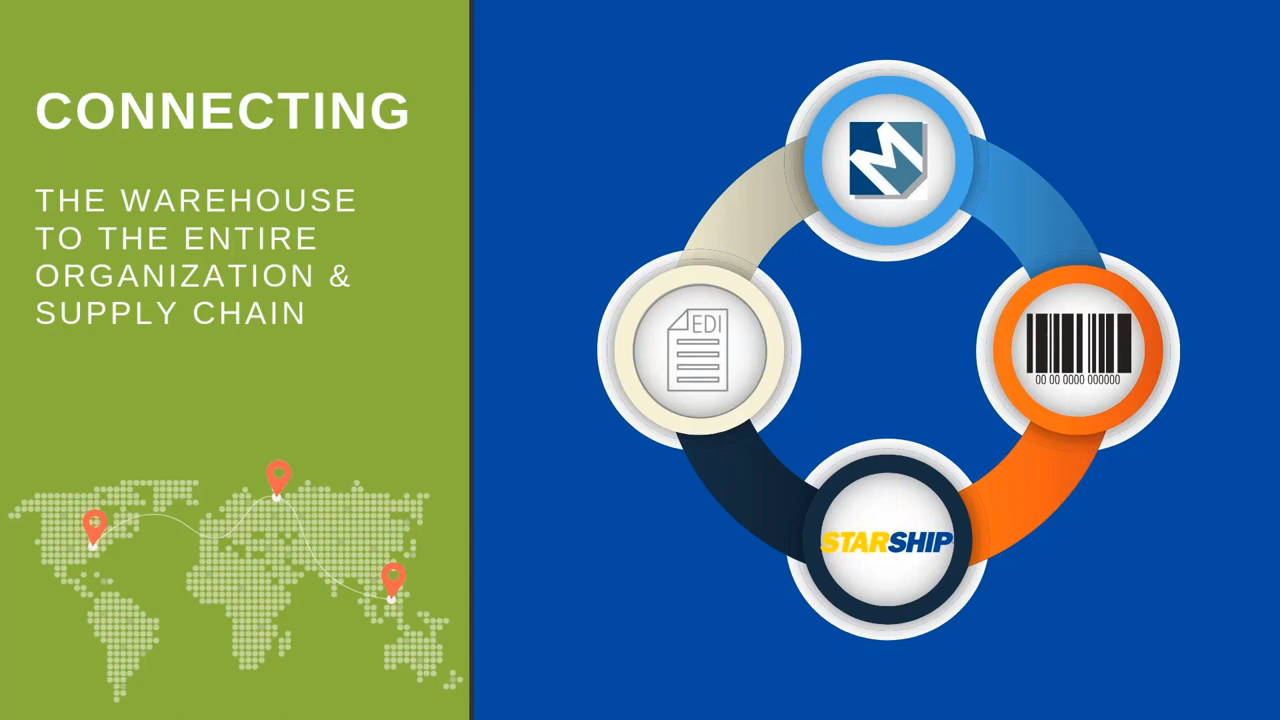 CONNECTING
THE WAREHOUSE
TO THE ENTIRE
ORGANIZATION &
SUPPLY CHAIN
M
EDI
00 00 0000 000000
STARSHIP